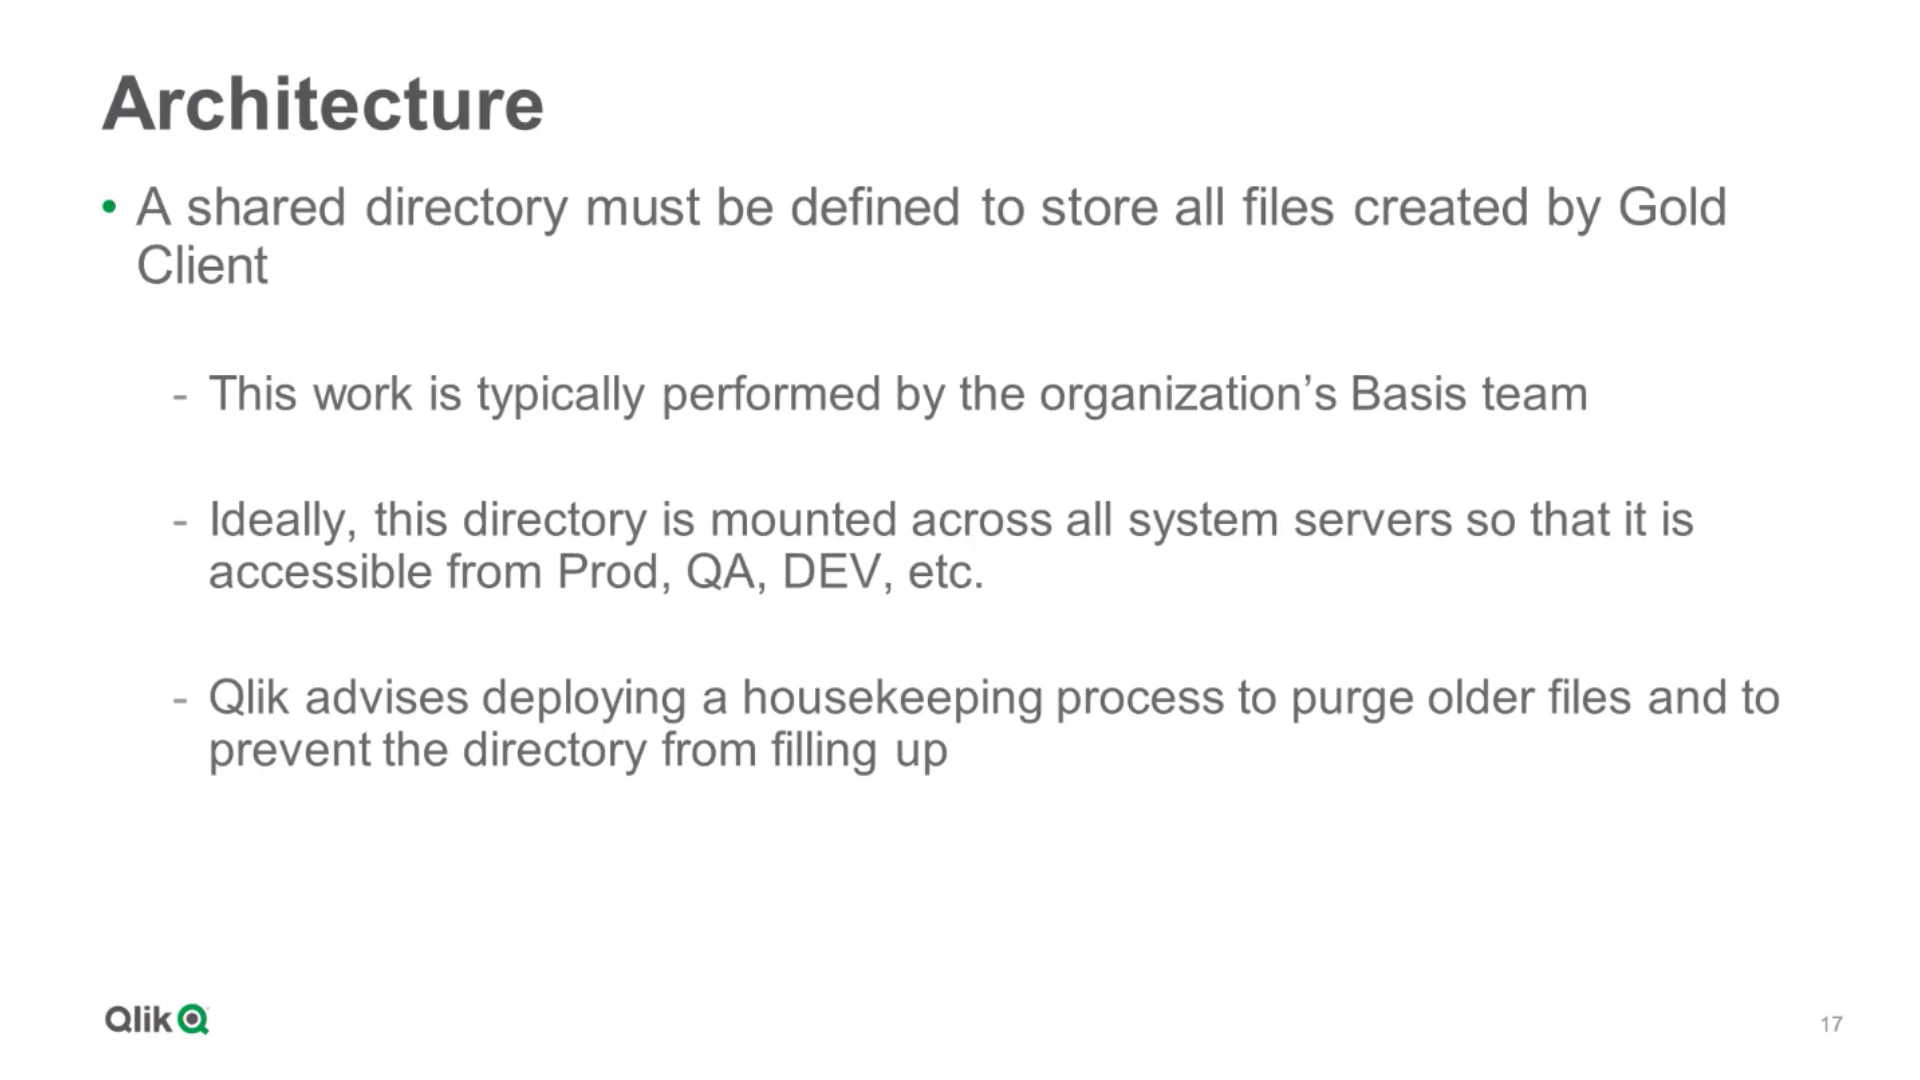 Architecture
• A shared directory must be defined to store all files created by Gold
Client
- This work is typically performed by the organization’s Basis team
- Ideally, this directory is mounted across all system servers so that it is
accessible from Prod, QA, DEV, etc.
- Qlik advises deploying a housekeeping process to purge older files and to
prevent the directory from filling up
Qlik
17